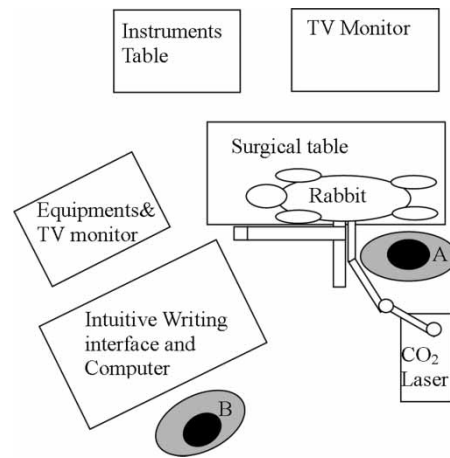 Instruments
Table
TV Monitor
Surgical table
Rabbit
Equipments&
TV monitor
A
Intuitive Writing
interface and
Computer
CO₂
Laser
B